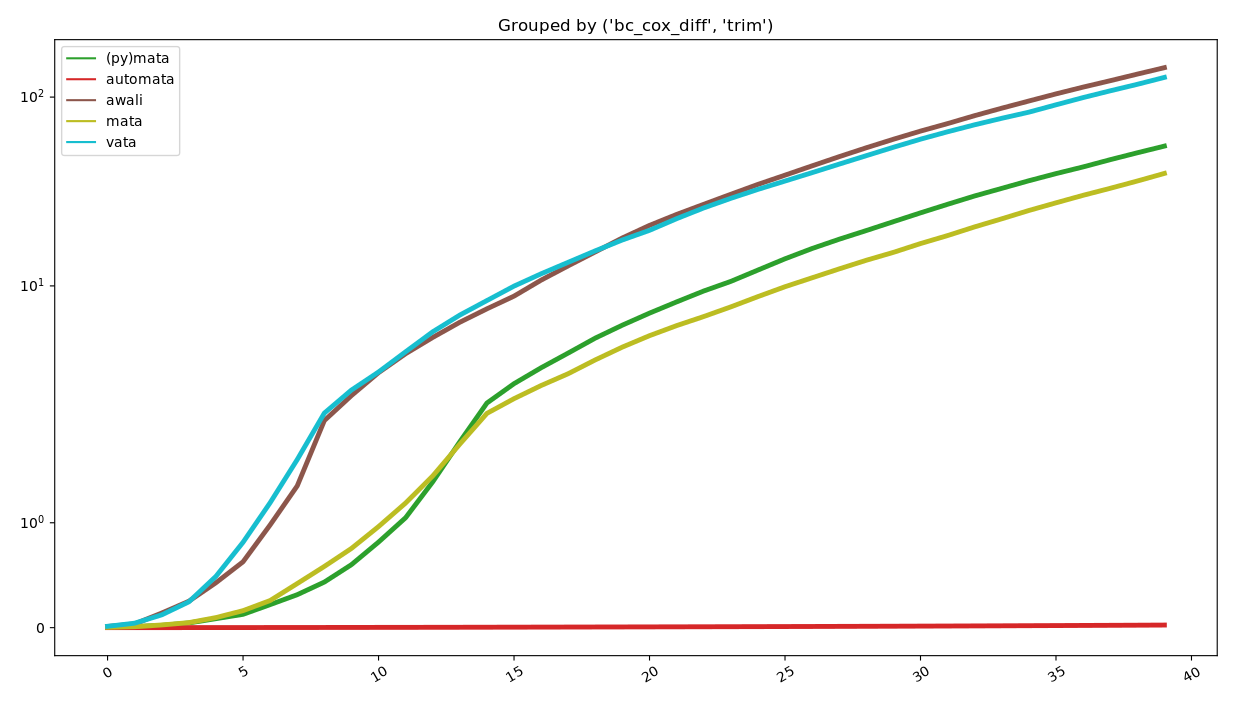 Grouped by ('bc_cox_diff', 'trim')
(py)mata
automata
awali
mata
vata
10²
10¹
10⁰
0
0 5 10 15 20 25 30 35 40